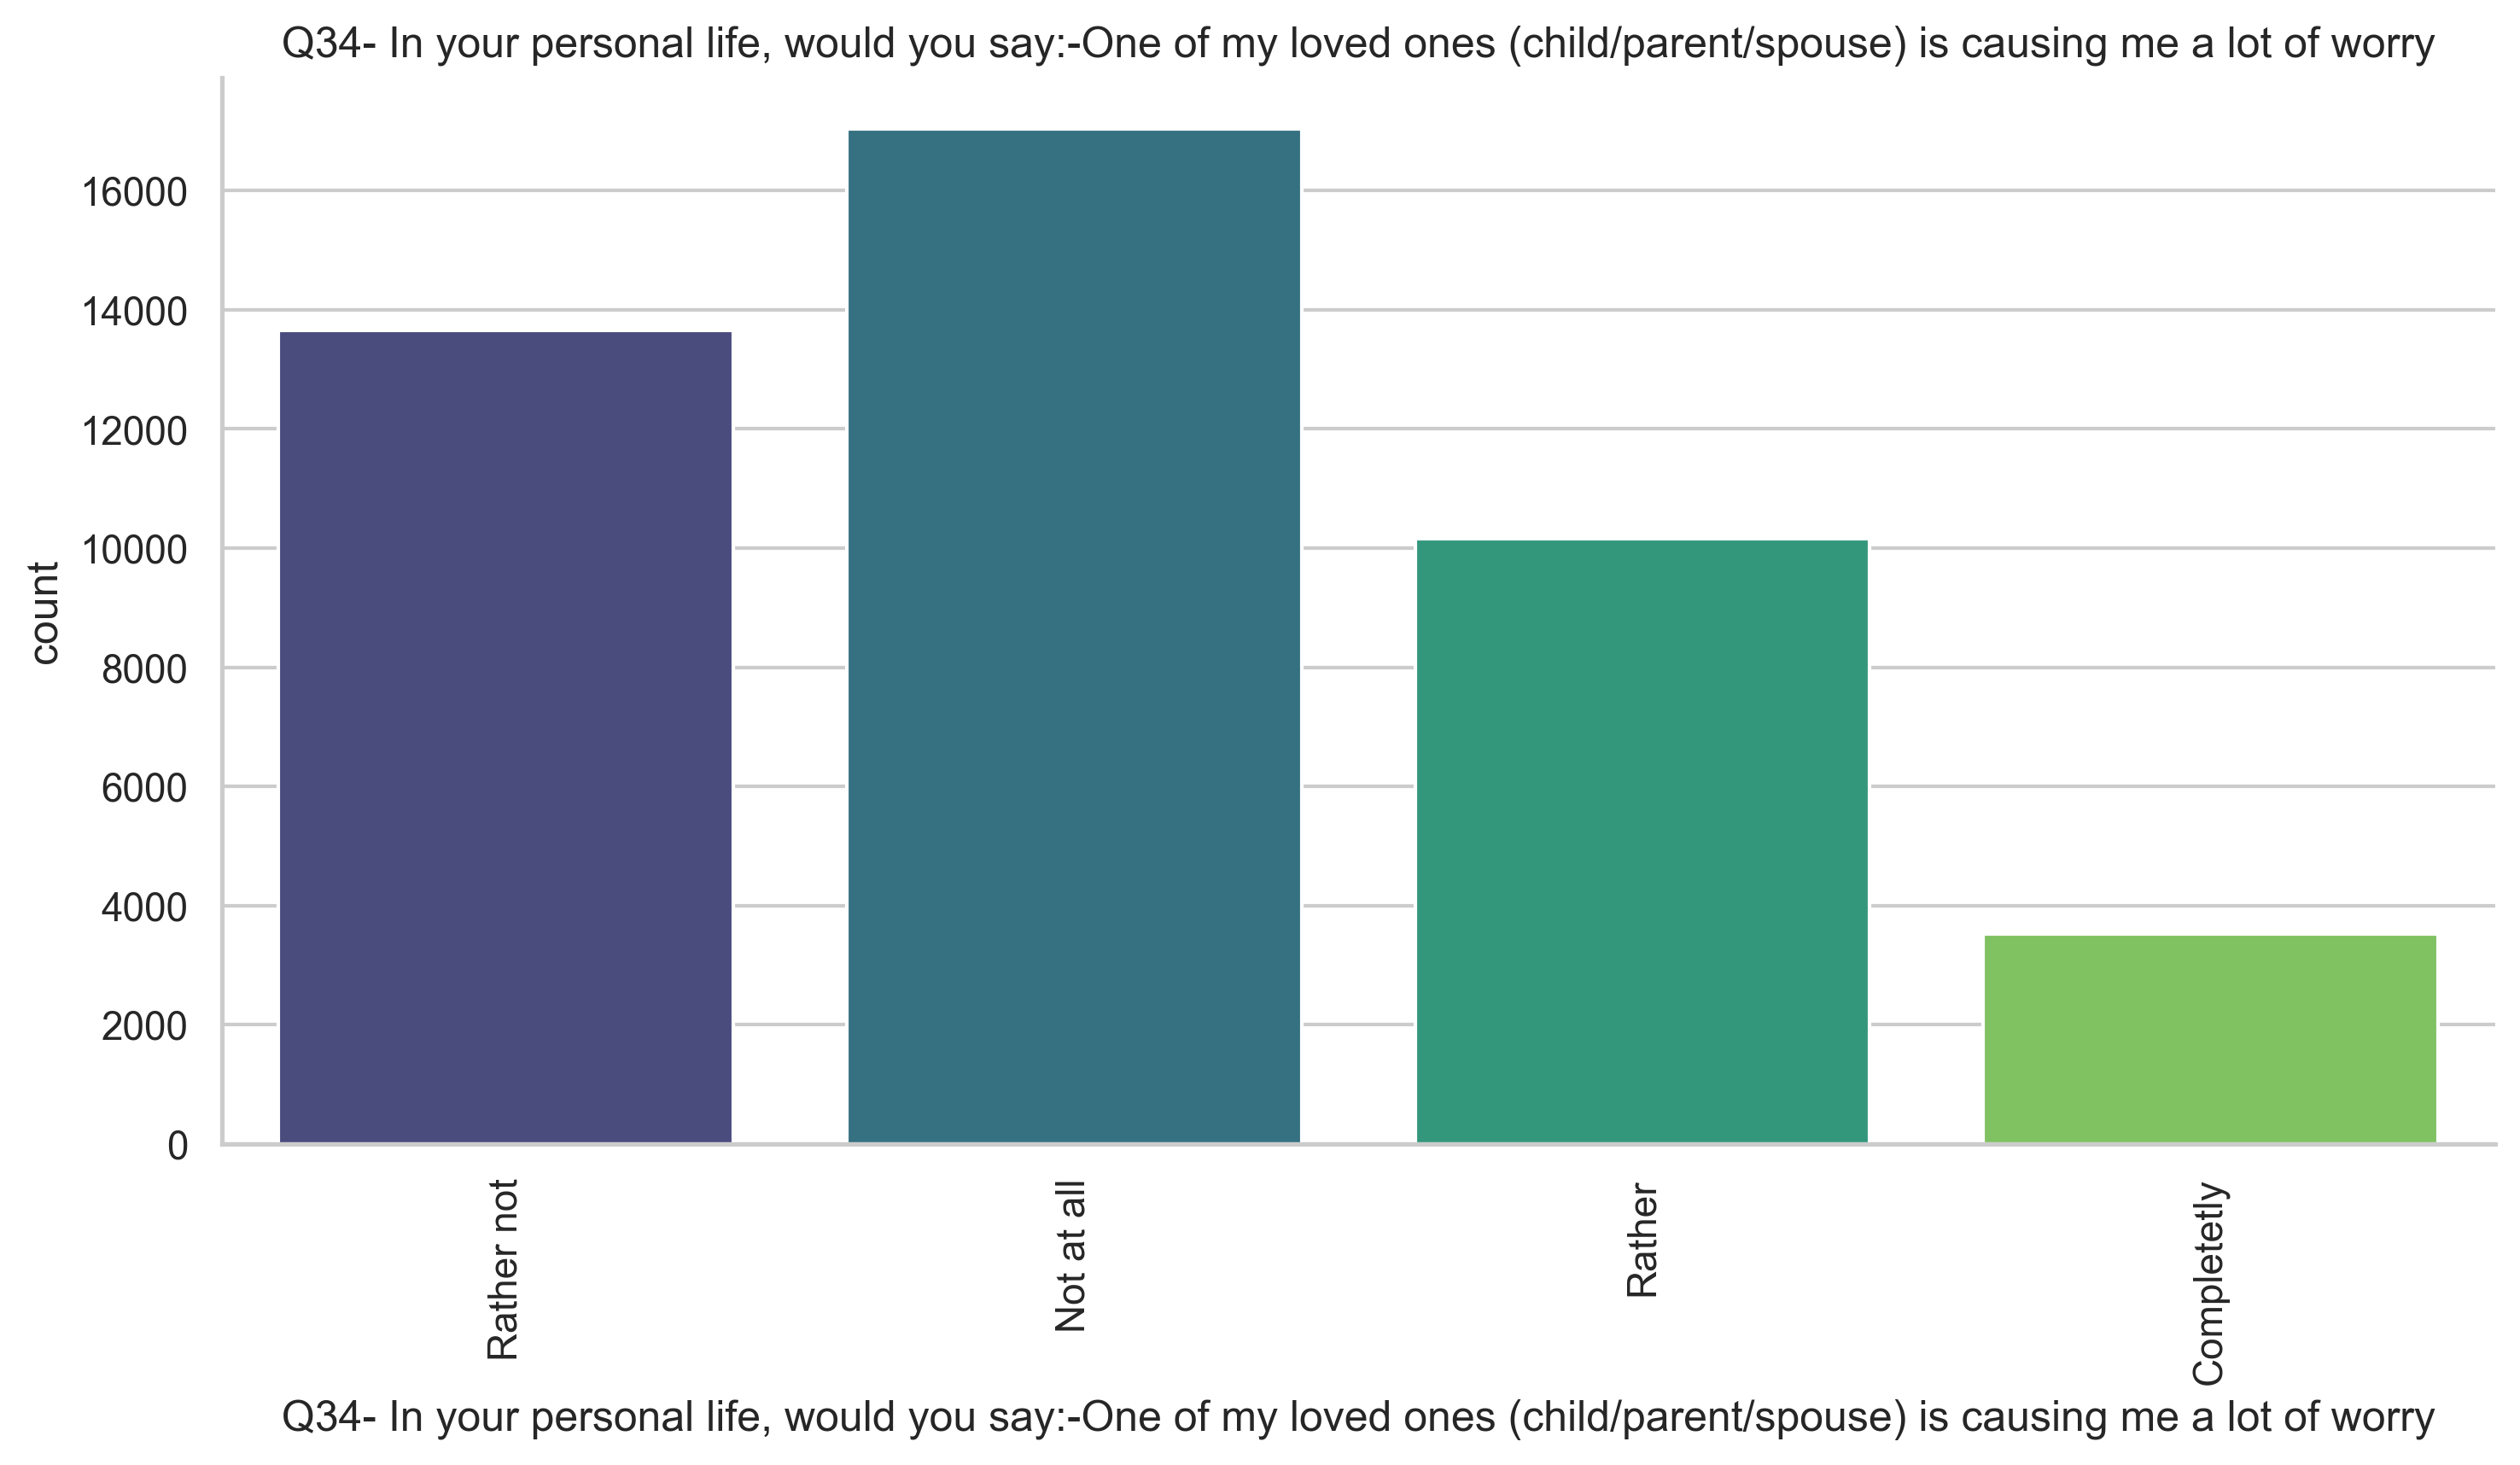 Q34- In your personal life, would you say:-One of my loved ones (child/parent/spouse) is causing me a lot of worry
16000
14000
12000
10000
8000
6000
4000
2000
0
count
Rather not
Not at all
Rather
Completetly
Q34- In your personal life, would you say:-One of my loved ones (child/parent/spouse) is causing me a lot of worry